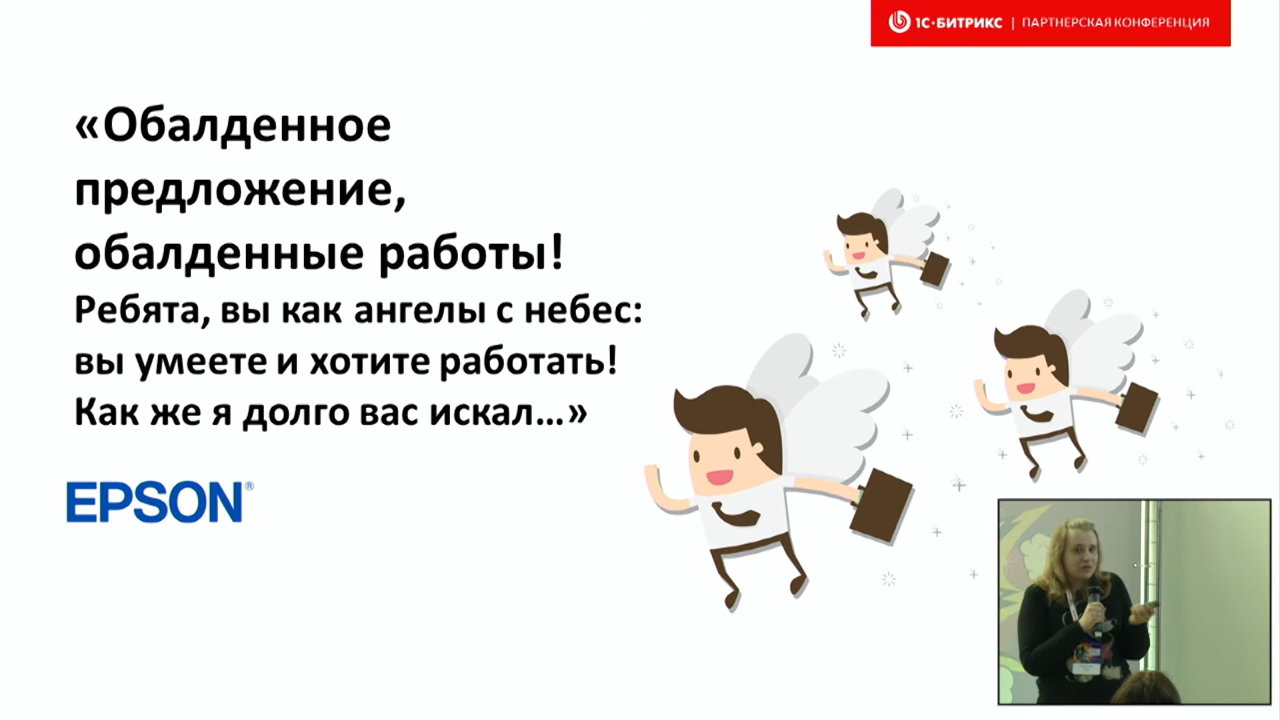 1С·БИТРИКС | ПАРТНЕРСКАЯ КОНФЕРЕНЦИЯ
«Обалденное
предложение,
обалденные работы!
Ребята, вы как ангелы с небес:
вы умеете и хотите работать!
Как же я долго вас искал...»
EPSON®